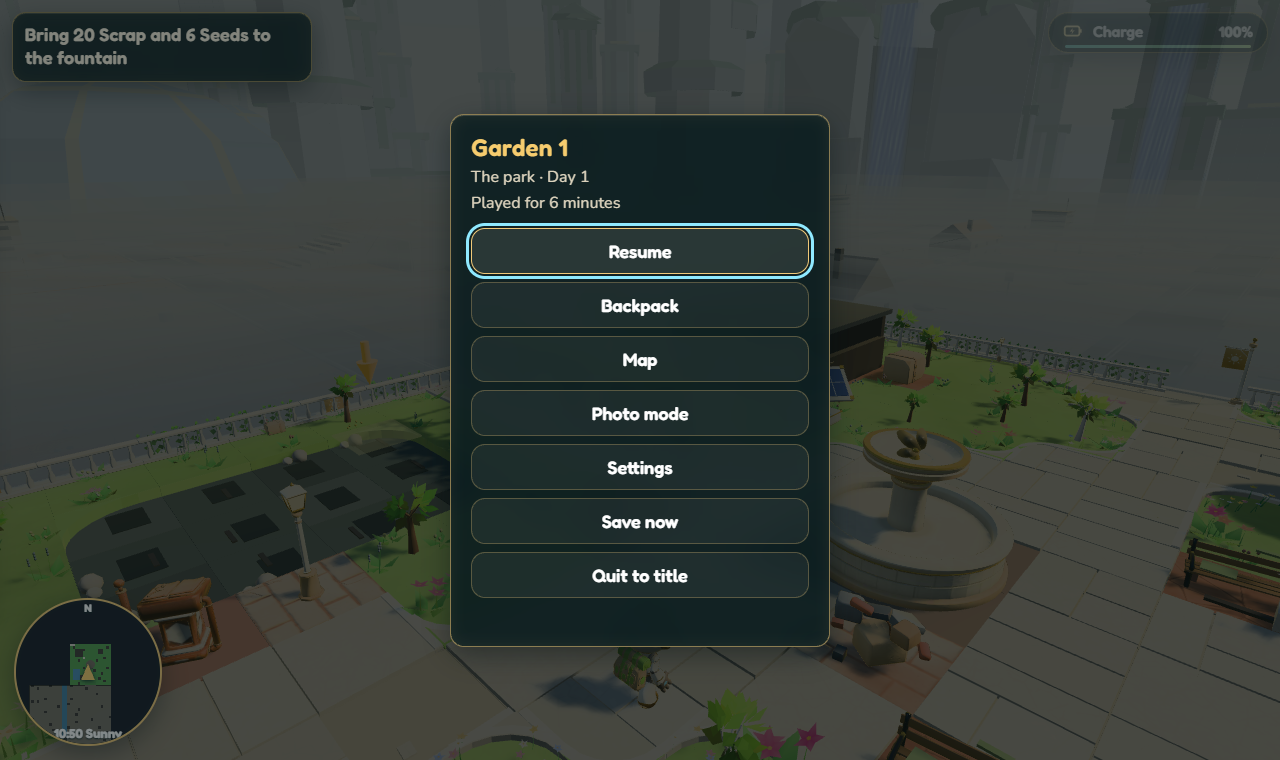 Bring 20 Scrap and 6 Seeds to
the fountain
Charge 100%
Garden 1
The park · Day 1
Played for 6 minutes
Resume
Backpack
Map
Photo mode
Settings
Save now
Quit to title
N
10:50 Sunny